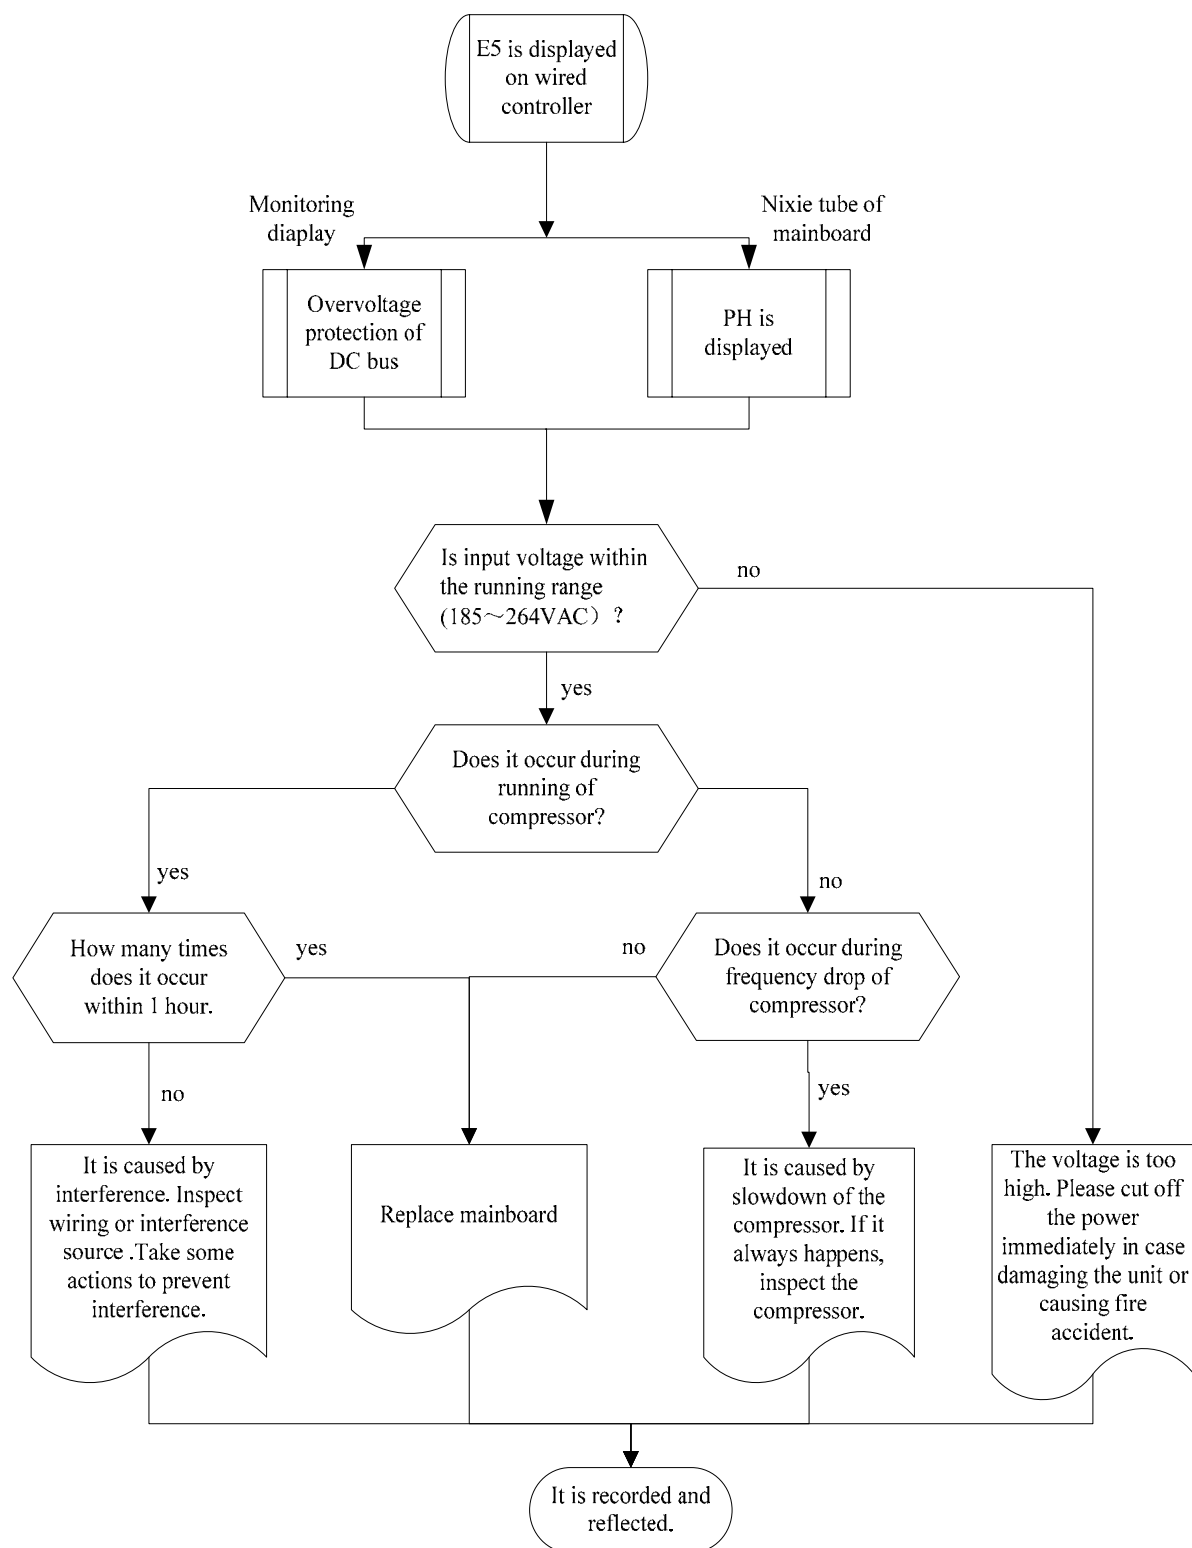 E5 is displayed
on wired
controller
Monitoring
diaplay
Nixie tube of
mainboard
Overvoltage
protection of
DC bus
PH is
displayed
Is input voltage within
the running range
(185～264VAC）？
no
yes
Does it occur during
running of
compressor?
yes
no
How many times
does it occur
within 1 hour.
yes
no
Does it occur during
frequency drop of
compressor?
no
yes
It is caused by
interference. Inspect
wiring or interference
source .Take some
actions to prevent
interference.
Replace mainboard
It is caused by
slowdown of the
compressor. If it
always happens,
inspect the
compressor.
The voltage is too
high. Please cut off
the power
immediately in case
damaging the unit or
causing fire
accident.
It is recorded and
reflected.